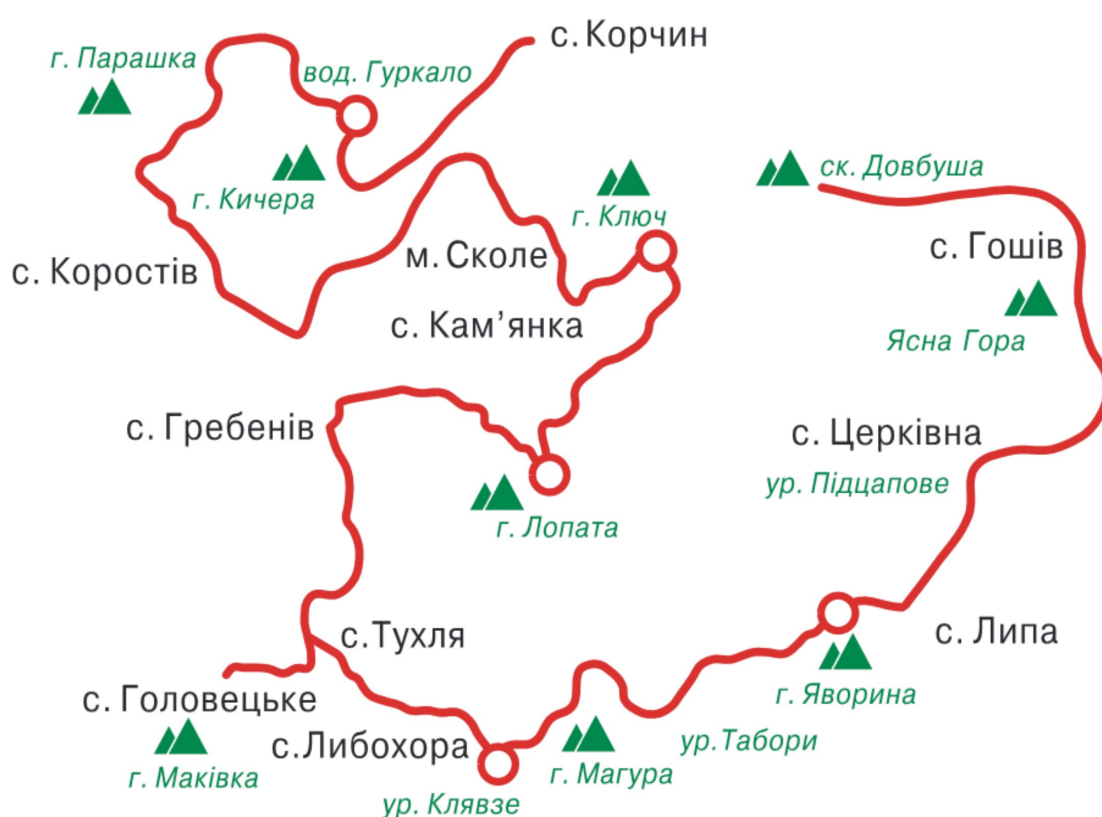 с. Корчин
г. Парашка
вод. Гуркало
ск. Довбуша
г. Кичера
г. Ключ
с. Гошів
м. Сколе
с. Коростів
с. Кам’янка
Ясна Гора
с. Гребенів
с. Церківна
ур. Підцапове
г. Лопата
с.Тухля
с. Липа
с. Головецьке
г. Яворина
с.Либохора
ур.Табори
г. Маківка
г. Магура
ур. Клявзе